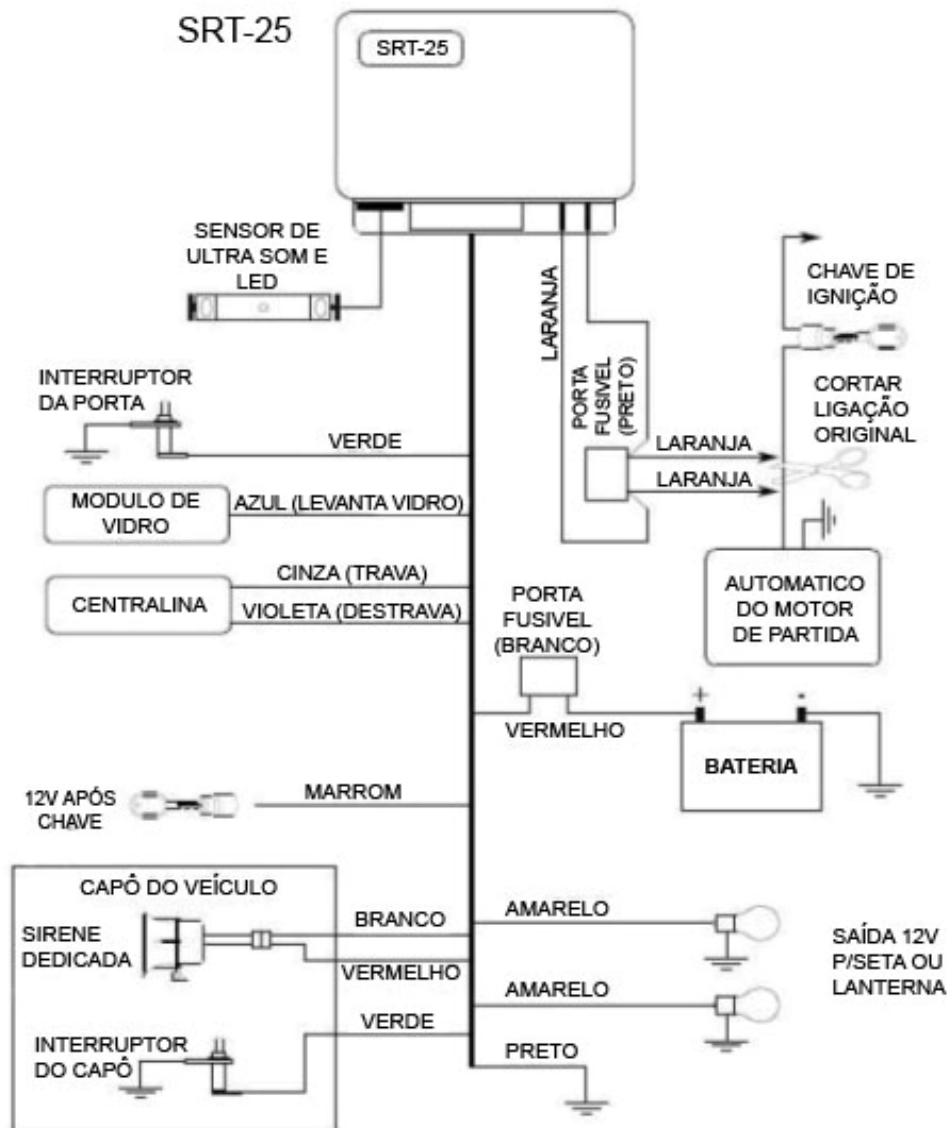 SRT-25
SRT-25
SENSOR DE
ULTRA SOM E
LED
LARANJA
PORTA
FUSIVEL
(PRETO)
CHAVE DE
IGNIÇÃO
CORTAR
LIGAÇÃO
ORIGINAL
LARANJA
LARANJA
INTERRUPTOR
DA PORTA
VERDE
MODULO DE
VIDRO
AZUL (LEVANTA VIDRO)
CENTRALINA
CINZA (TRAVA)
VIOLETA (DESTRAVA)
AUTOMATICO
DO MOTOR
DE PARTIDA
PORTA
FUSIVEL
(BRANCO)
VERMELHO
+
-
BATERIA
12V APÓS
CHAVE
MARROM
CAPÔ DO VEÍCULO
SIRENE
DEDICADA
BRANCO
VERMELHO
INTERRUPTOR
DO CAPÔ
VERDE
AMARELO
AMARELO
SAÍDA 12V
P/SETA OU
LANTERNA
PRETO